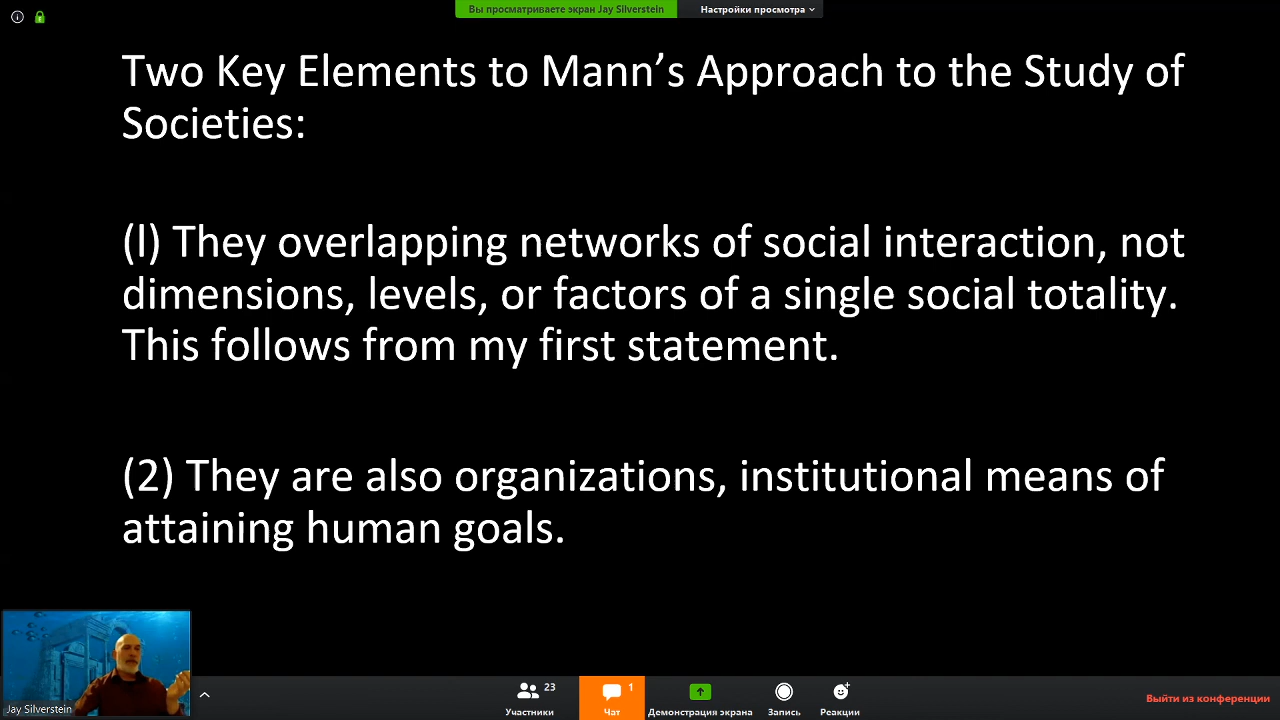 Вы просматриваете экран Jay Silverstein
Настройки просмотра
Two Key Elements to Mann’s Approach to the Study of
Societies:
(l) They overlapping networks of social interaction, not
dimensions, levels, or factors of a single social totality.
This follows from my first statement.
(2) They are also organizations, institutional means of
attaining human goals.
Jay Silverstein
23
Участники
1
Чат
Демонстрация экрана
Запись
Реакции
Выйти из конференции